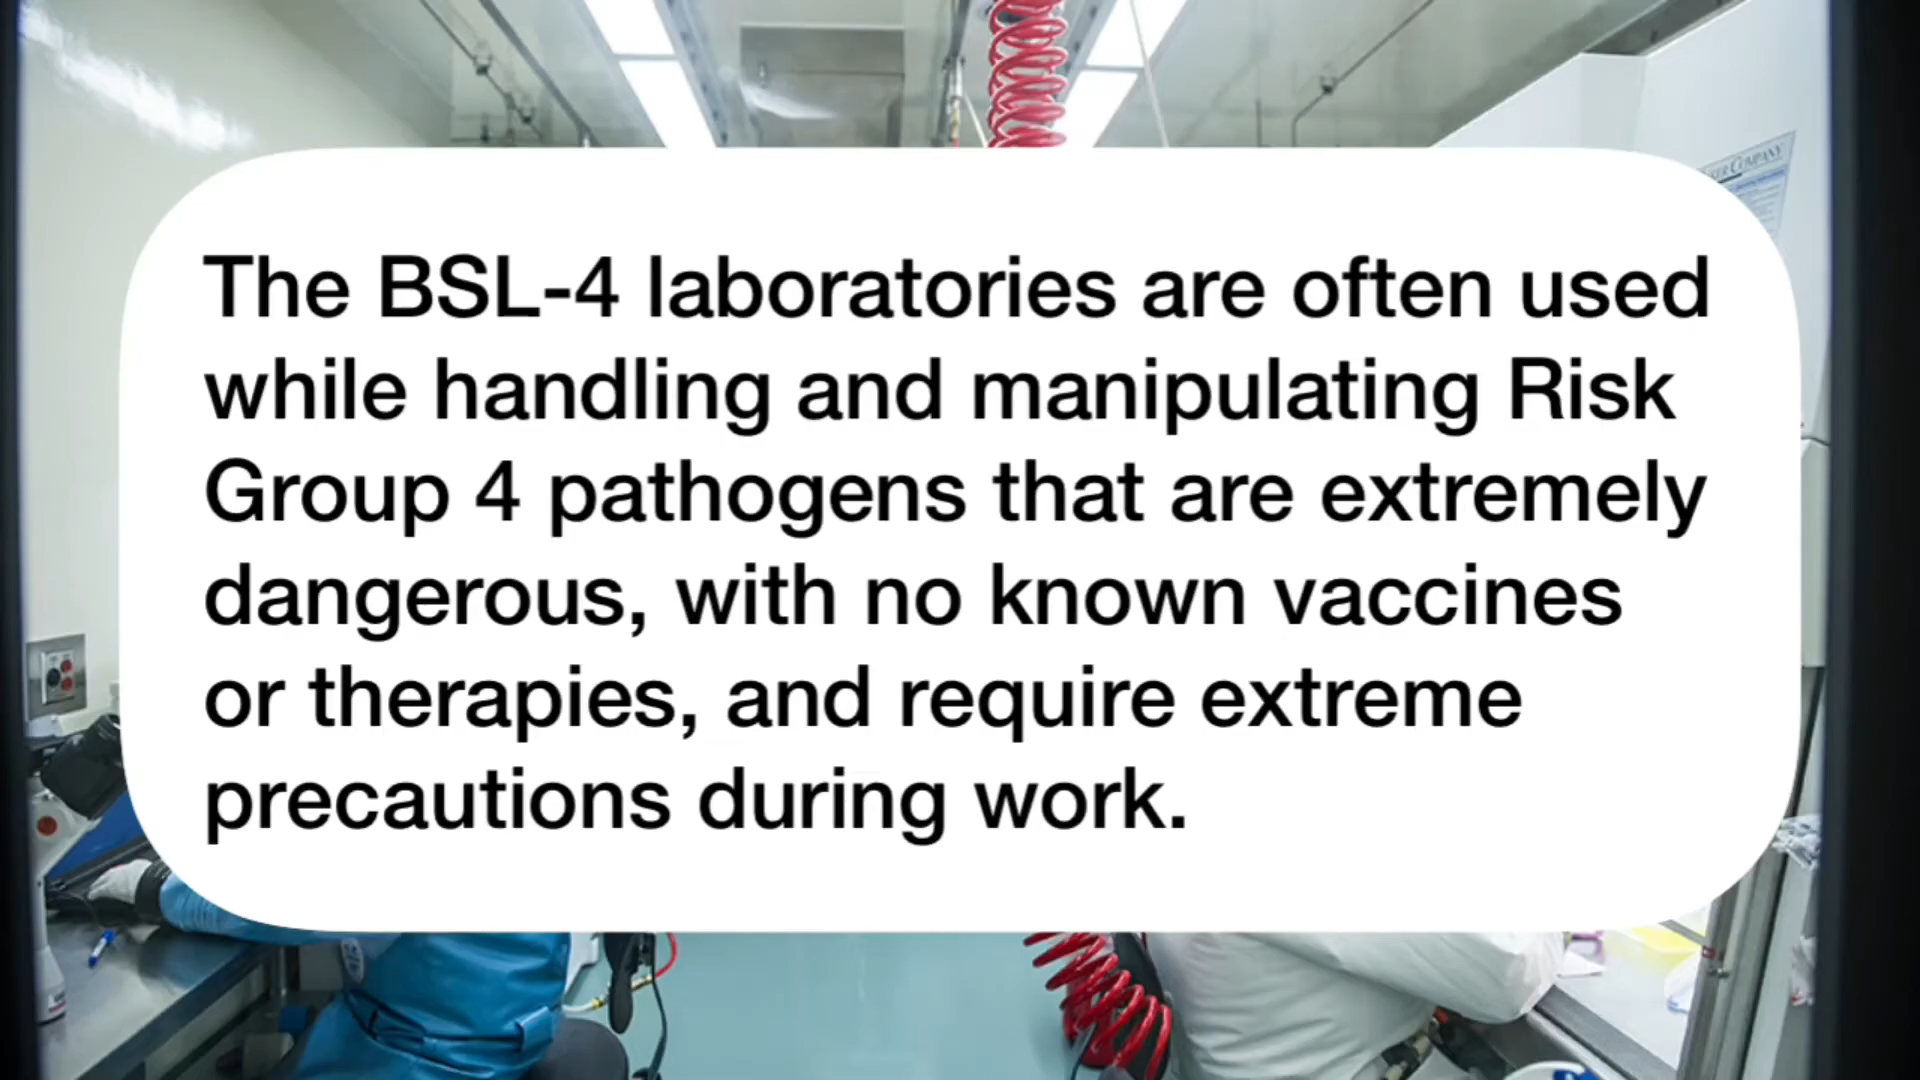 The BSL-4 laboratories are often used
while handling and manipulating Risk
Group 4 pathogens that are extremely
dangerous, with no known vaccines
or therapies, and require extreme
precautions during work.
COMPANY